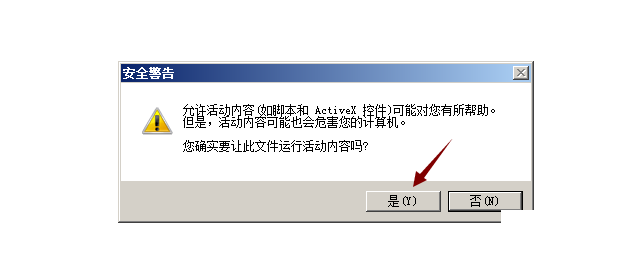 安全警告
允许活动内容(如脚本和 ActiveX 控件)可能对您有所帮助。
但是，活动内容可能也会危害您的计算机。
您确实要让此文件运行活动内容吗?
是(Y) 否(N)